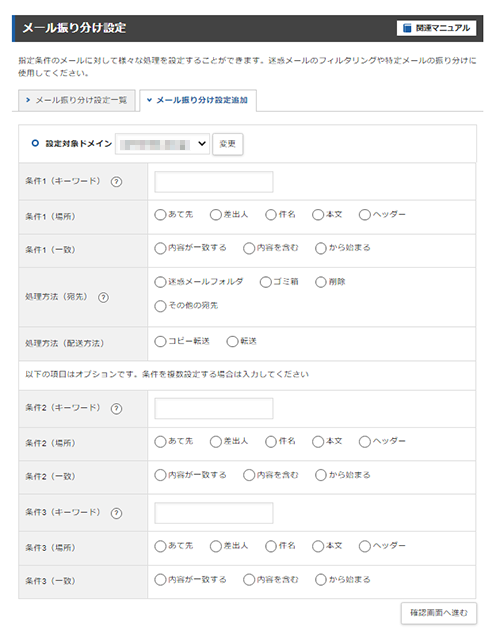 メール振り分け設定
関連マニュアル
指定条件のメールに対して様々な処理を設定することができます。迷惑メールのフィルタリングや特定メールの振り分けに
使用してください。
メール振り分け設定一覧
メール振り分け設定追加
設定対象ドメイン 変更
条件1（キーワード） ?
条件1（場所） あて先 差出人 件名 本文 ヘッダー
条件1（一致） 内容が一致する 内容を含む から始まる
処理方法（宛先） ? 迷惑メールフォルダ ゴミ箱 削除
その他の宛先
処理方法（配送方法） コピー転送 転送
以下の項目はオプションです。条件を複数設定する場合は入力してください
条件2（キーワード） ?
条件2（場所） あて先 差出人 件名 本文 ヘッダー
条件2（一致） 内容が一致する 内容を含む から始まる
条件3（キーワード） ?
条件3（場所） あて先 差出人 件名 本文 ヘッダー
条件3（一致） 内容が一致する 内容を含む から始まる
確認画面へ進む